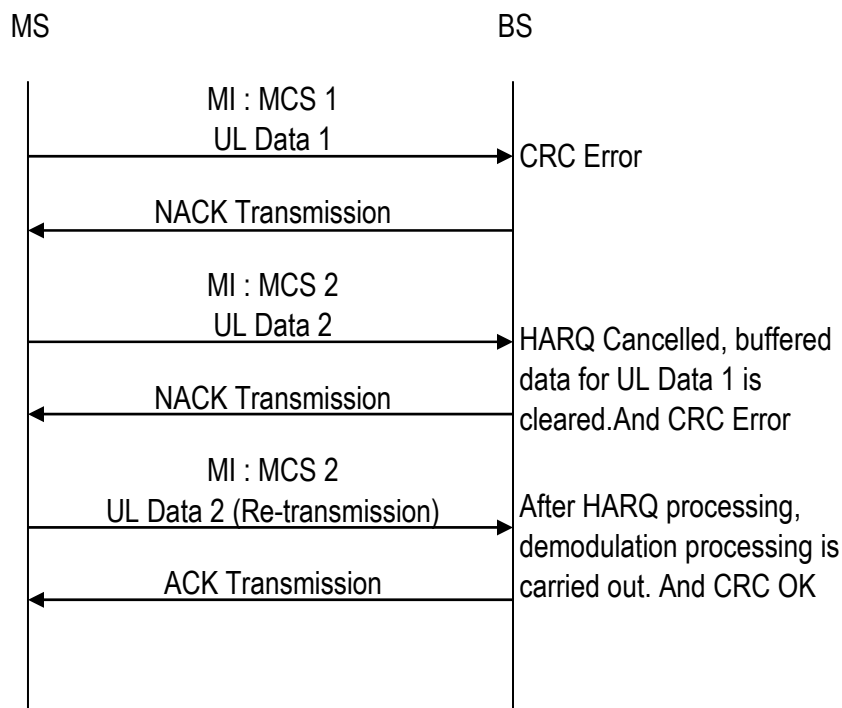 MS
BS
MI : MCS 1
UL Data 1
CRC Error
NACK Transmission
MI : MCS 2
UL Data 2
HARQ Cancelled, buffered
data for UL Data 1 is
cleared.And CRC Error
NACK Transmission
MI : MCS 2
UL Data 2 (Re-transmission)
After HARQ processing,
demodulation processing is
carried out. And CRC OK
ACK Transmission